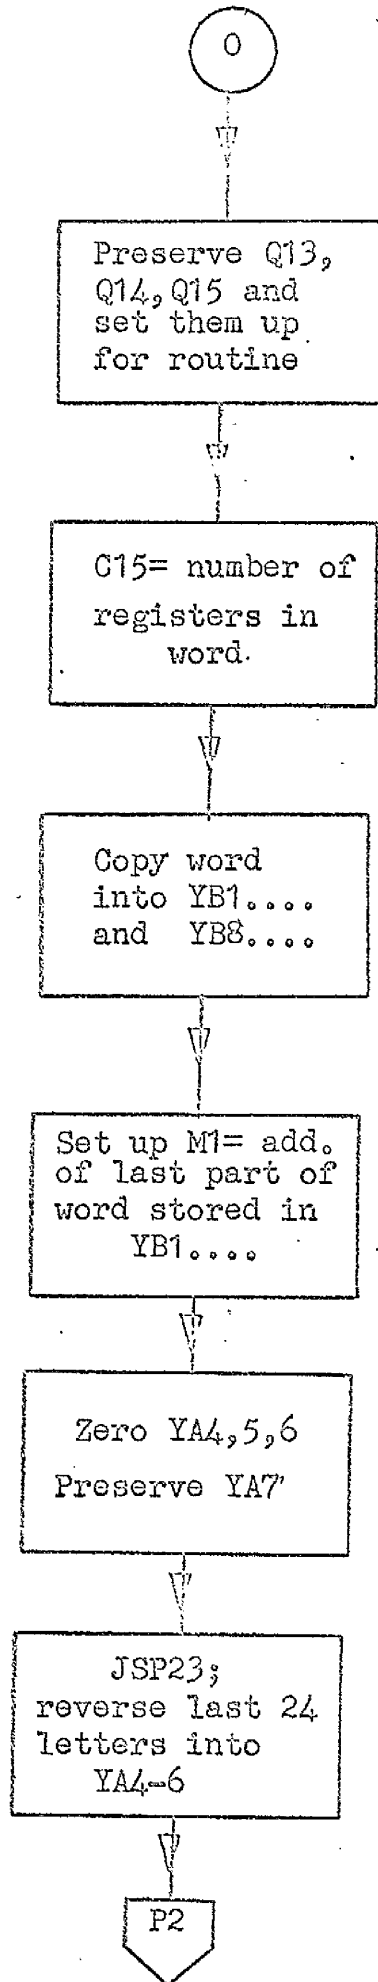 0
Preserve Q13,
Q14,Q15 and
set them up
for routine
C15= number of
registers in
word.
Copy word
into YB1....
and YB8....
Set up M1= add.
of last part of
word stored in
YB1....
Zero YA4,5,6
Preserve YA7
JSP23;
reverse last 24
letters into
YA4-6
P2